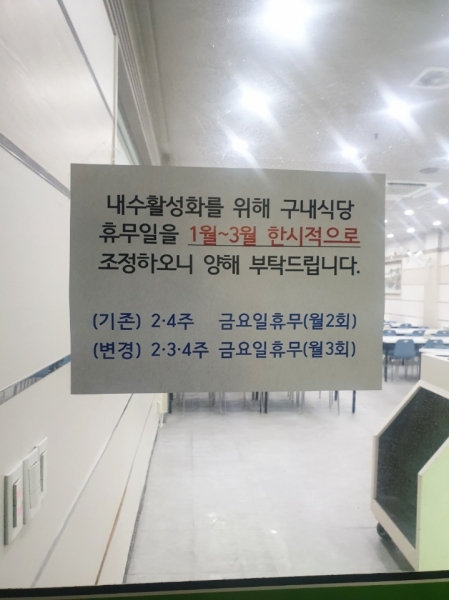 내수활성화를 위해 구내식당
휴무일을 1월~3월 한시적으로
조정하오니 양해 부탁드립니다.
(기존) 2·4주 금요일휴무(월2회)
(변경) 2·3·4주 금요일휴무(월3회)